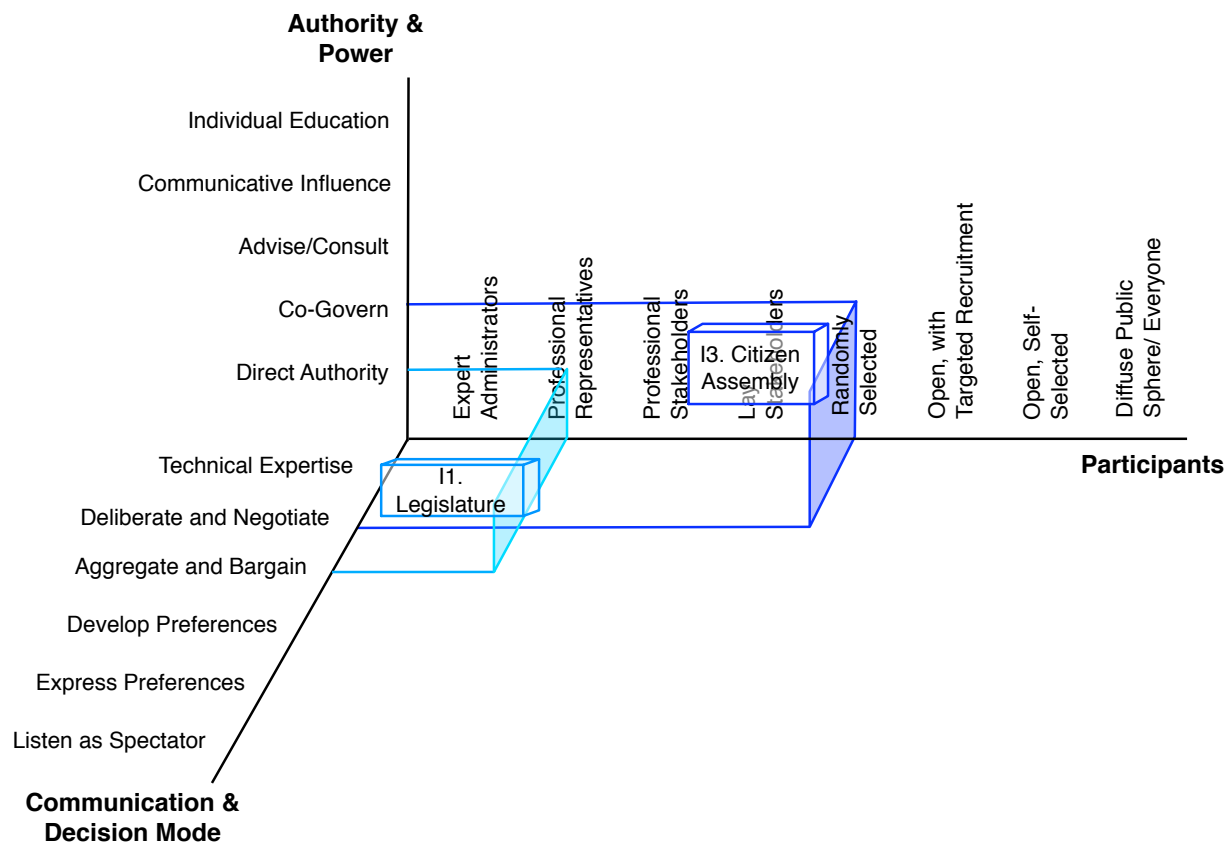 Authority &
Power
Individual Education
Communicative Influence
Advise/Consult
Co-Govern
Direct Authority
Expert
Administrators
Professional
Representatives
Professional
Stakeholders
Lay
Stakeholders
Randomly
Selected
Open, with
Targeted Recruitment
Open, Self-
Selected
Diffuse Public
Sphere/ Everyone
I3. Citizen
Assembly
Participants
I1.
Legislature
Technical Expertise
Deliberate and Negotiate
Aggregate and Bargain
Develop Preferences
Express Preferences
Listen as Spectator
Communication &
Decision Mode